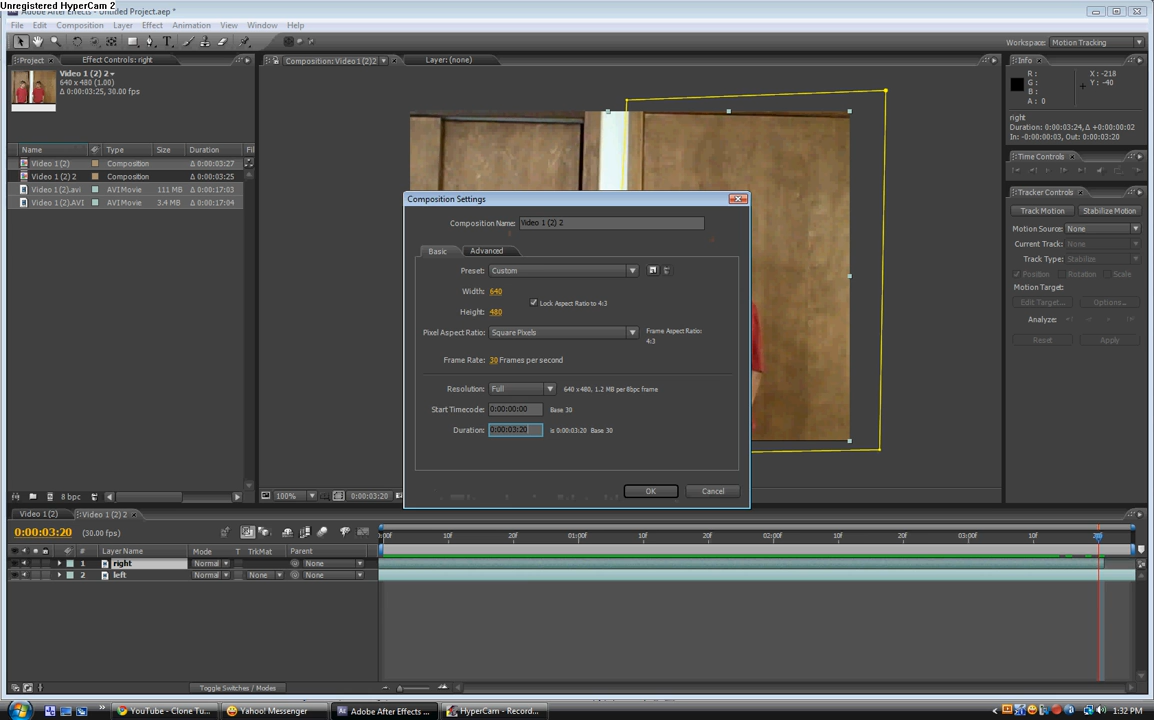 Unregistered HyperCam 2
Adobe After Effects - Untitled Project.aep *
File Edit Composition Layer Effect Animation View Window Help
Workspace: Motion Tracking
Project Effect Controls: right
Composition: Video 1 (2) 2 Layer: (none)
Info
Video 1 (2) 2
640 x 480 (1.00)
Δ 0:00:03:25, 30.00 fps
R :
G :
B :
A : 0
X : -218
Y : -40
right
Duration: 0:00:03:24, Δ +0:00:00:02
In: -0:00:00:03, Out: 0:00:03:20
Name Type Size Duration Fil
Video 1 (2) Composition Δ 0:00:03:27
Video 1 (2) 2 Composition Δ 0:00:03:25
Video 1(2).avi AVI Movie 111 MB Δ 0:00:17:03
Video 1(2).AVI AVI Movie 3.4 MB Δ 0:00:17:04
Time Controls
Tracker Controls
Track Motion Stabilize Motion
Motion Source: None
Current Track: None
Track Type: Stabilize
Position Rotation Scale
Motion Target:
Edit Target... Options...
Analyze:
Reset Apply
Composition Settings
Composition Name: Video 1 (2) 2
Basic Advanced
Preset: Custom
Width: 640
Lock Aspect Ratio to 4:3
Height: 480
Pixel Aspect Ratio: Square Pixels
Frame Aspect Ratio:
4:3
Frame Rate: 30 Frames per second
Resolution: Full 640 x 480, 1.2 MB per 8bpc frame
Start Timecode: 0:00:00:00 Base 30
Duration: 0:00:03:20 is 0:00:03:20 Base 30
OK Cancel
8 bpc
100% 0:00:03:20
Video 1 (2) Video 1 (2) 2
0:00:03:20 (30.00 fps)
:00f 10f 20f 01:00f 10f 20f 02:00f 10f 20f 03:00f 10f 20f
# Layer Name Mode T TrkMat Parent
1 right Normal None
2 left Normal None None
Toggle Switches / Modes
YouTube - Clone Tu... Yahoo! Messenger Adobe After Effects ... HyperCam - Record... 1:32 PM